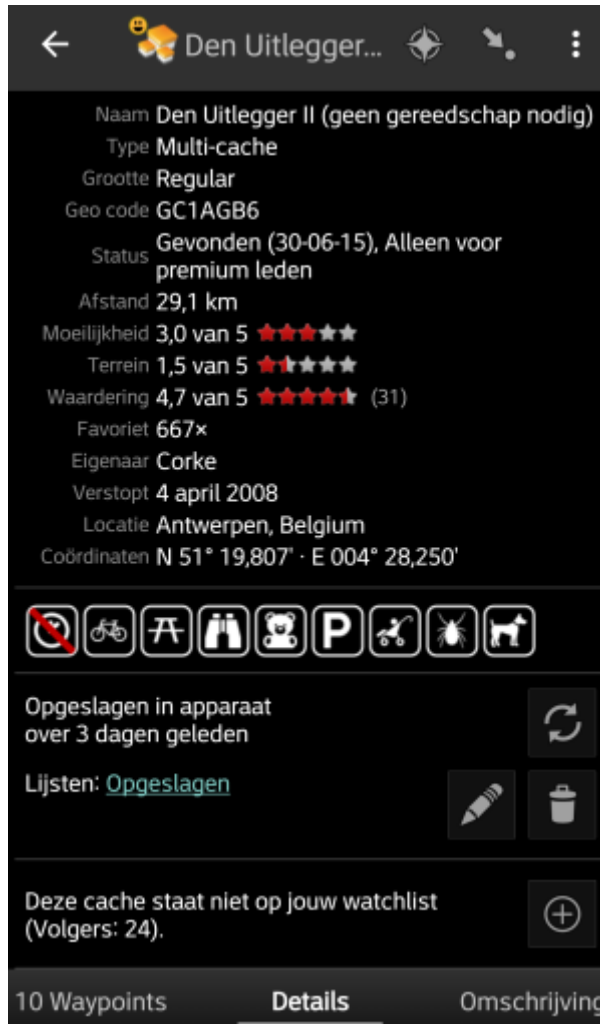 Den Uitlegger...
Naam Den Uitlegger II (geen gereedschap nodig)
Type Multi-cache
Grootte Regular
Geo code GC1AGB6
Status Gevonden (30-06-15), Alleen voor
premium leden
Afstand 29,1 km
Moeilijkheid 3,0 van 5
Terrein 1,5 van 5
Waardering 4,7 van 5 (31)
Favoriet 667×
Eigenaar Corke
Verstopt 4 april 2008
Locatie Antwerpen, Belgium
Coördinaten N 51° 19,807' · E 004° 28,250'
P
Opgeslagen in apparaat
over 3 dagen geleden
Lijsten: Opgeslagen
Deze cache staat niet op jouw watchlist
(Volgers: 24).
10 Waypoints Details Omschrijving